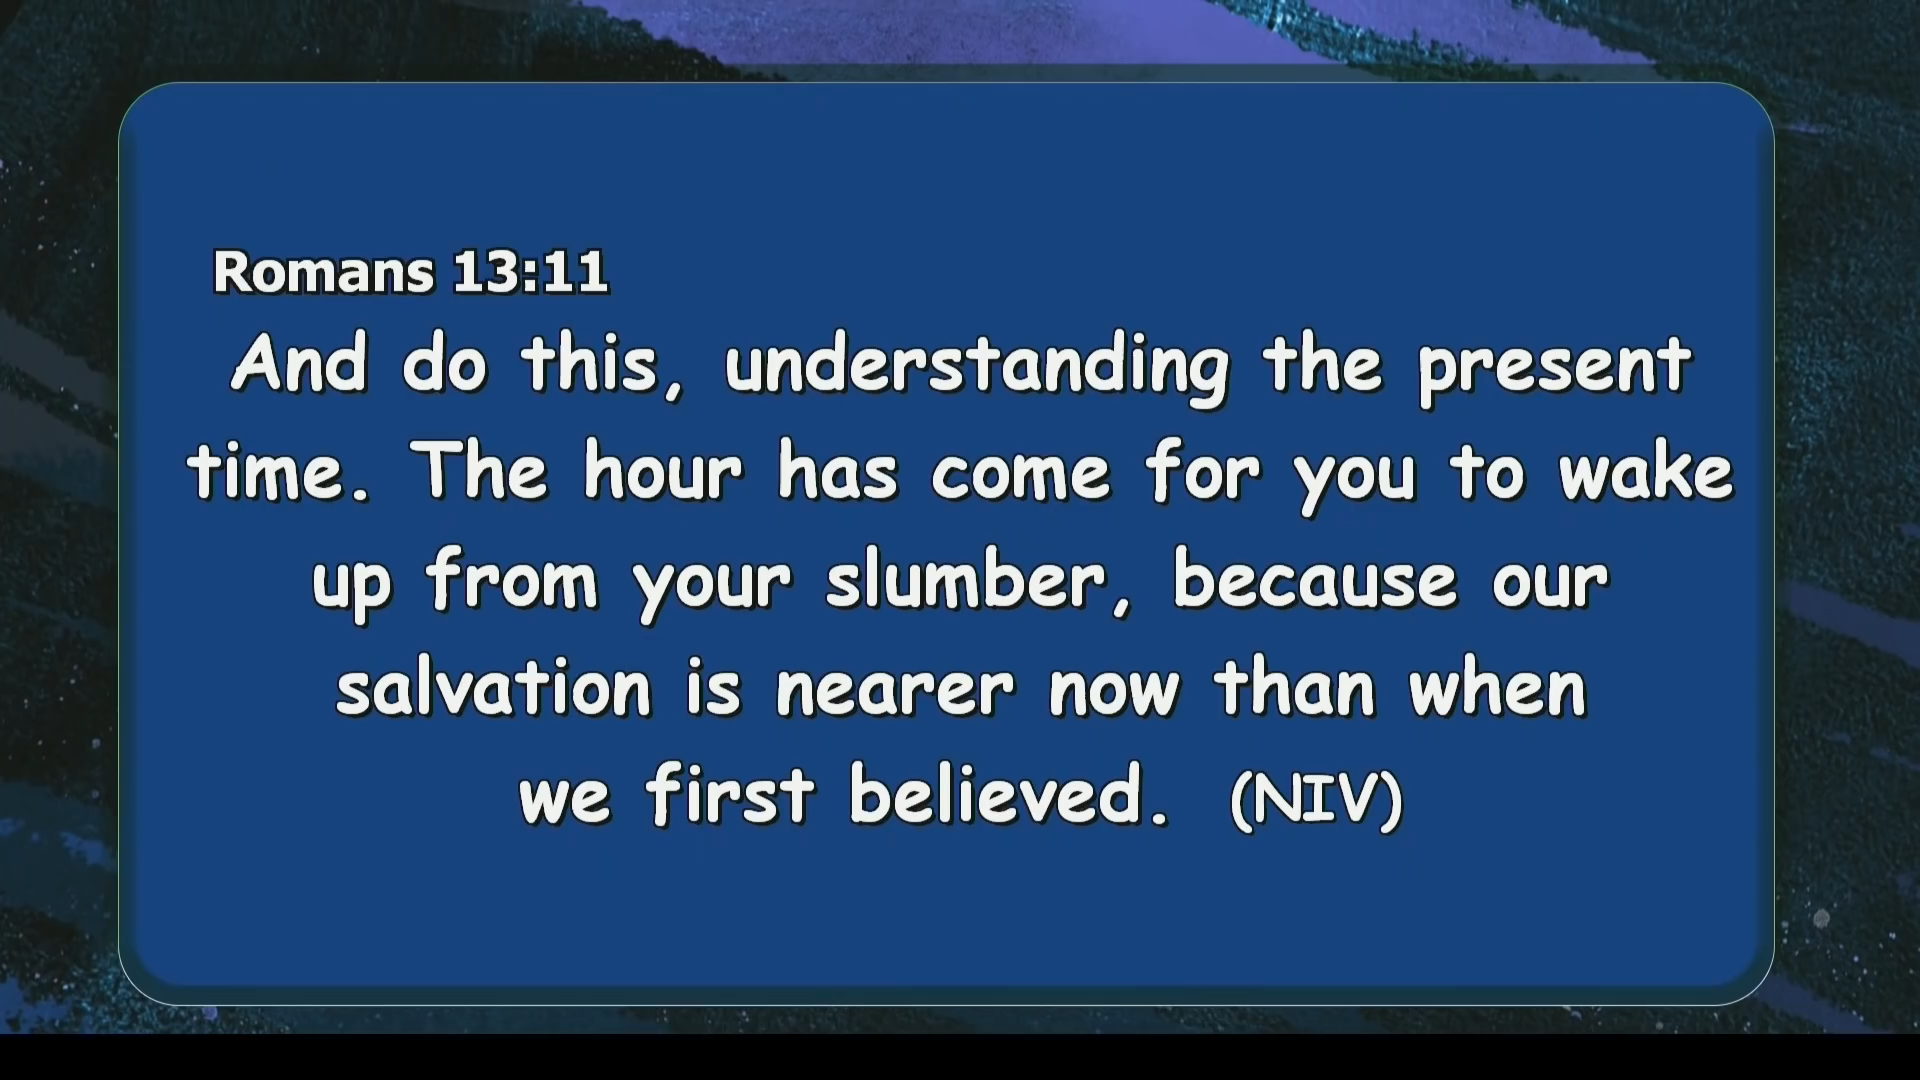 Romans 13:11
And do this, understanding the present
time. The hour has come for you to wake
up from your slumber, because our
salvation is nearer now than when
we first believed. (NIV)